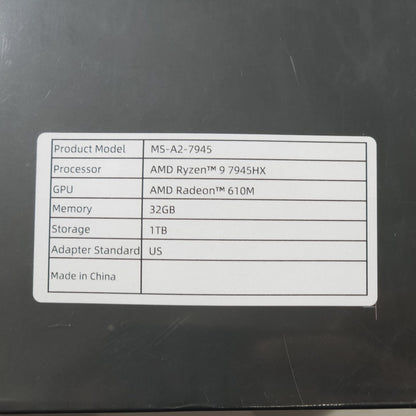 Product Model MS-A2-7945
Processor AMD Ryzen™ 9 7945HX
GPU AMD Radeon™ 610M
Memory 32GB
Storage 1TB
Adapter Standard US
Made in China